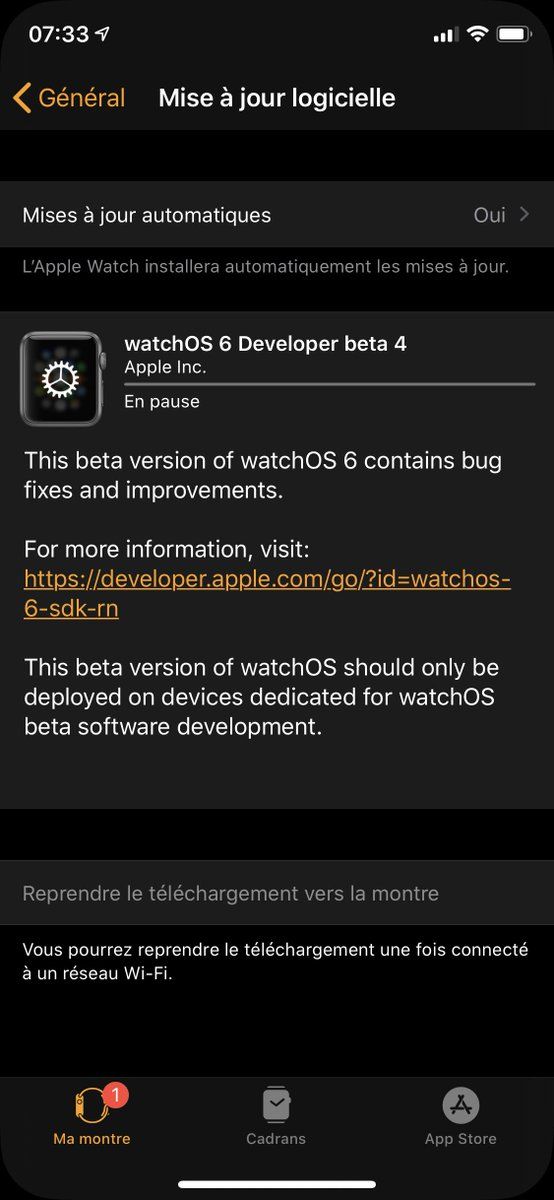 07:33
Général
Mise à jour logicielle
Mises à jour automatiques
Oui
L’Apple Watch installera automatiquement les mises à jour.
watchOS 6 Developer beta 4
Apple Inc.
En pause
This beta version of watchOS 6 contains bug
fixes and improvements.
For more information, visit:
https://developer.apple.com/go/?id=watchos-
6-sdk-rn
This beta version of watchOS should only be
deployed on devices dedicated for watchOS
beta software development.
Reprendre le téléchargement vers la montre
Vous pourrez reprendre le téléchargement une fois connecté
à un réseau Wi-Fi.
1
Ma montre
Cadrans
App Store